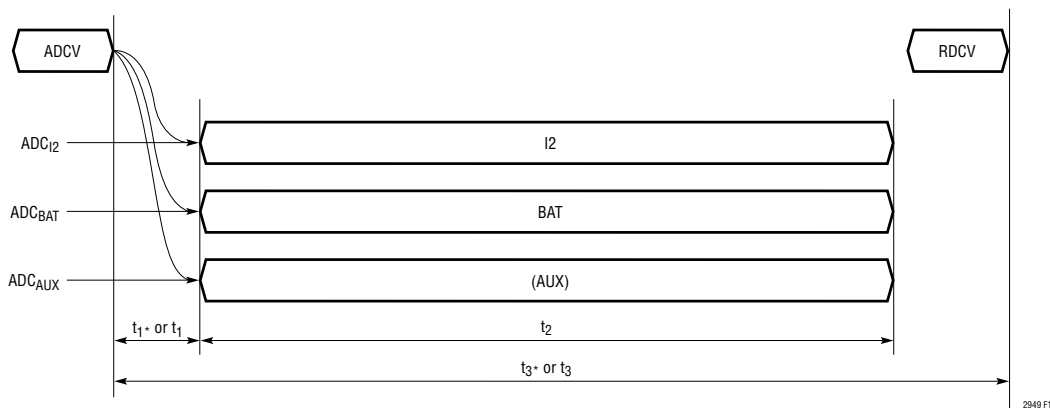 ADCV
RDCV
ADCI2
I2
ADCBAT
BAT
ADCAUX
(AUX)
t1* or t1
t2
t3* or t3
2949 F1